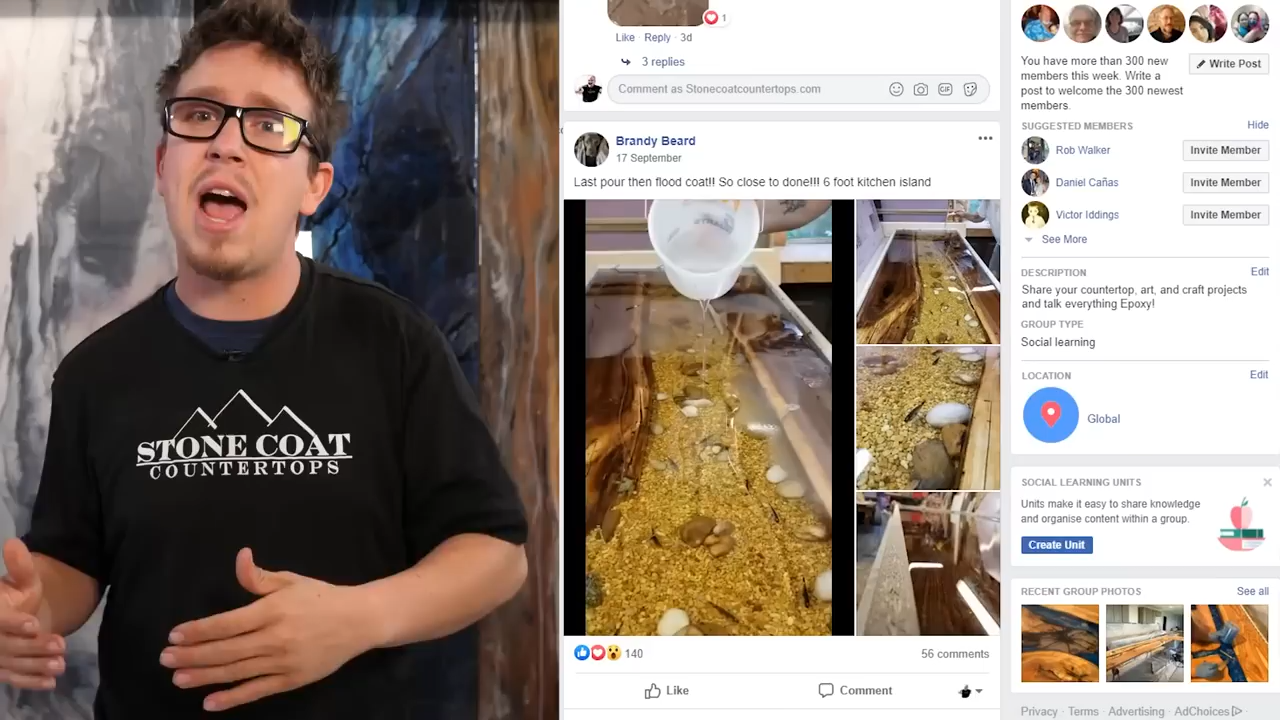 STONE COAT
COUNTERTOPS
1
Like · Reply · 3d
3 replies
Comment as Stonecoatcountertops.com
GIF
Brandy Beard
17 September
Last pour then flood coat!! So close to done!!! 6 foot kitchen island
140
56 comments
Like
Comment
You have more than 300 new
members this week. Write a
post to welcome the 300 newest
members.
Write Post
SUGGESTED MEMBERS
Hide
Rob Walker
Invite Member
Daniel Cañas
Invite Member
Victor Iddings
Invite Member
See More
DESCRIPTION
Edit
Share your countertop, art, and craft projects
and talk everything Epoxy!
GROUP TYPE
Social learning
LOCATION
Edit
Global
SOCIAL LEARNING UNITS
Units make it easy to share knowledge
and organise content within a group.
Create Unit
RECENT GROUP PHOTOS
See all
Privacy · Terms · Advertising · AdChoices ·